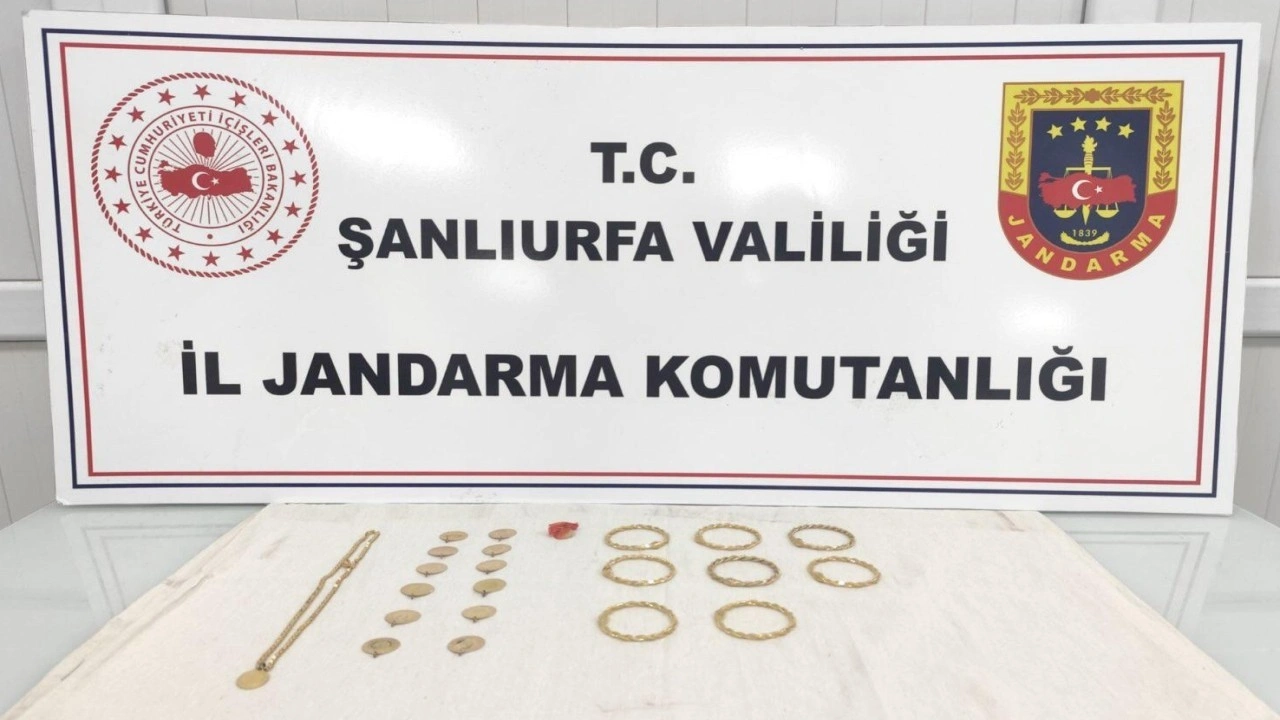 TÜRKİYE CUMHURİYETİ İÇİŞLERİ BAKANLIĞI
T.C.
ŞANLIURFA VALİLİĞİ
İL JANDARMA KOMUTANLIĞI
1839
JANDARMA